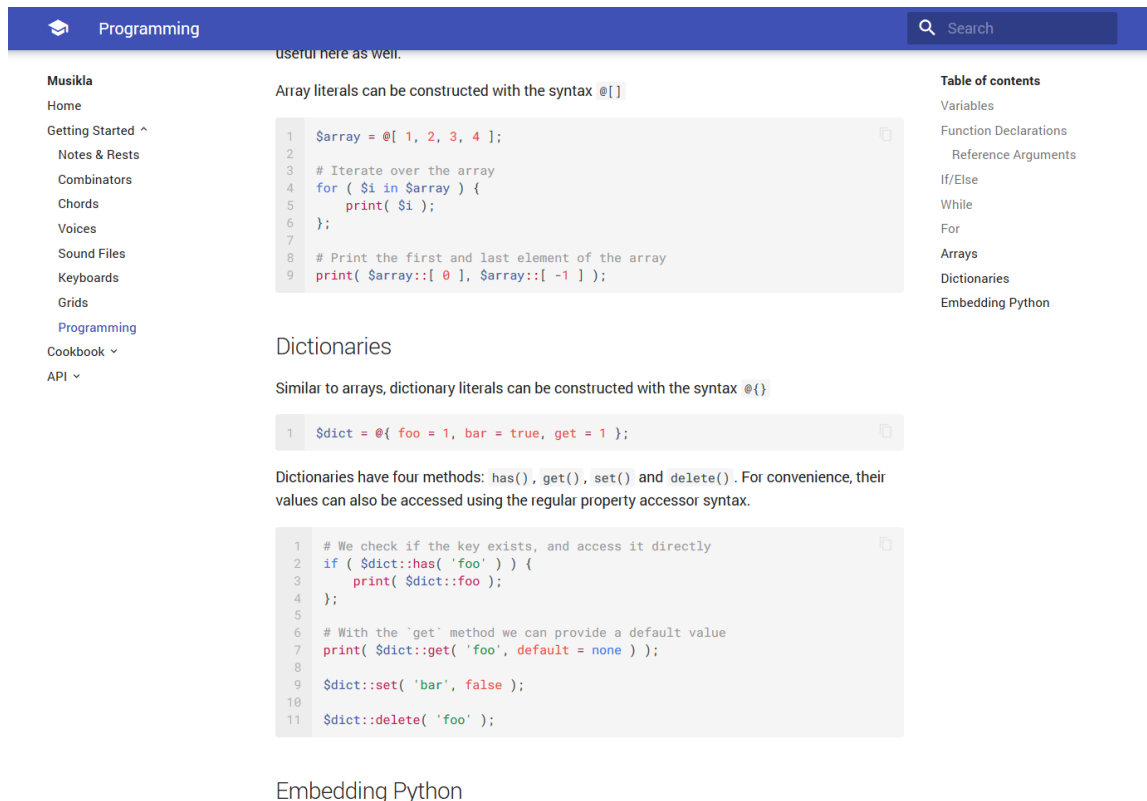 Programming
Search
Musikla
Home
Getting Started
Notes & Rests
Combinators
Chords
Voices
Sound Files
Keyboards
Grids
Programming
Cookbook
API
useful here as well.
Array literals can be constructed with the syntax @[]
1 $array = @[ 1, 2, 3, 4 ];
2
3 # Iterate over the array
4 for ( $i in $array ) {
5     print( $i );
6 };
7
8 # Print the first and last element of the array
9 print( $array::[ 0 ], $array::[ -1 ] );
Dictionaries
Similar to arrays, dictionary literals can be constructed with the syntax @{}
1 $dict = @{ foo = 1, bar = true, get = 1 };
Dictionaries have four methods: has(), get(), set() and delete(). For convenience, their
values can also be accessed using the regular property accessor syntax.
1 # We check if the key exists, and access it directly
2 if ( $dict::has( 'foo' ) ) {
3     print( $dict::foo );
4 };
5
6 # With the `get` method we can provide a default value
7 print( $dict::get( 'foo', default = none ) );
8
9 $dict::set( 'bar', false );
10
11 $dict::delete( 'foo' );
Embedding Python
Table of contents
Variables
Function Declarations
Reference Arguments
If/Else
While
For
Arrays
Dictionaries
Embedding Python